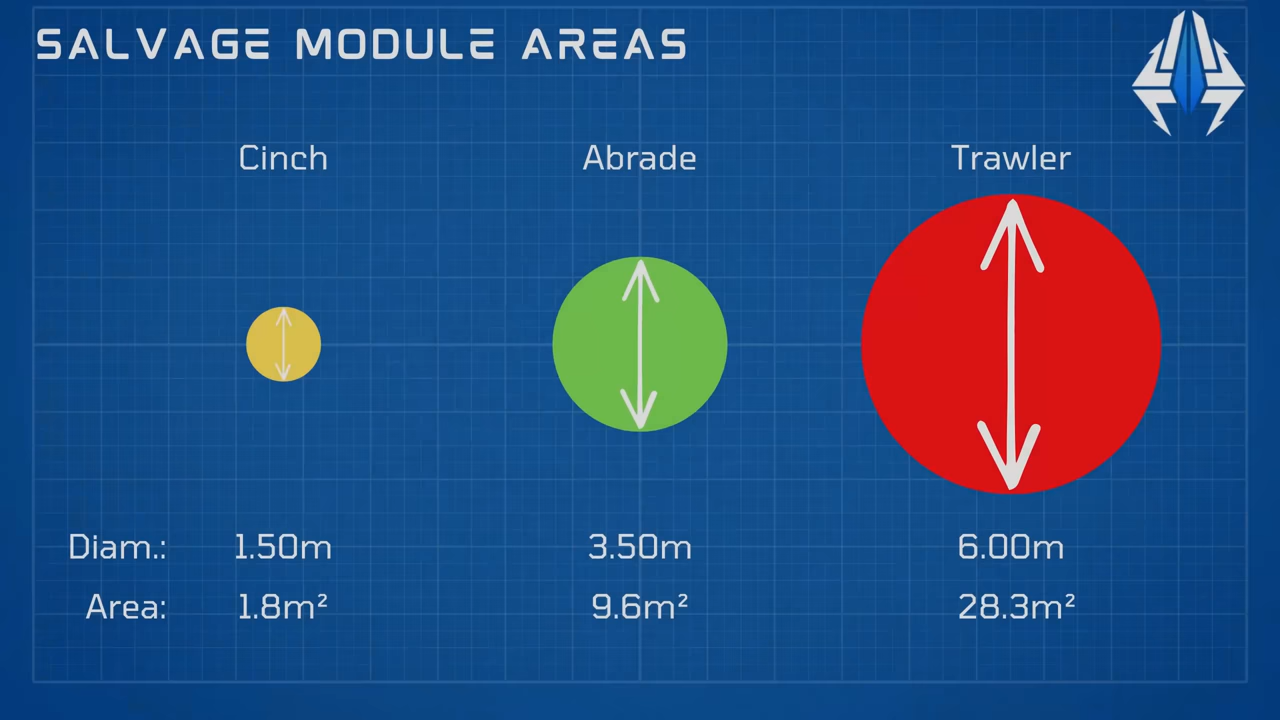 SALVAGE MODULE AREAS
Cinch Abrade Trawler
Diam.: 1.50m 3.50m 6.00m
Area: 1.8m² 9.6m² 28.3m²